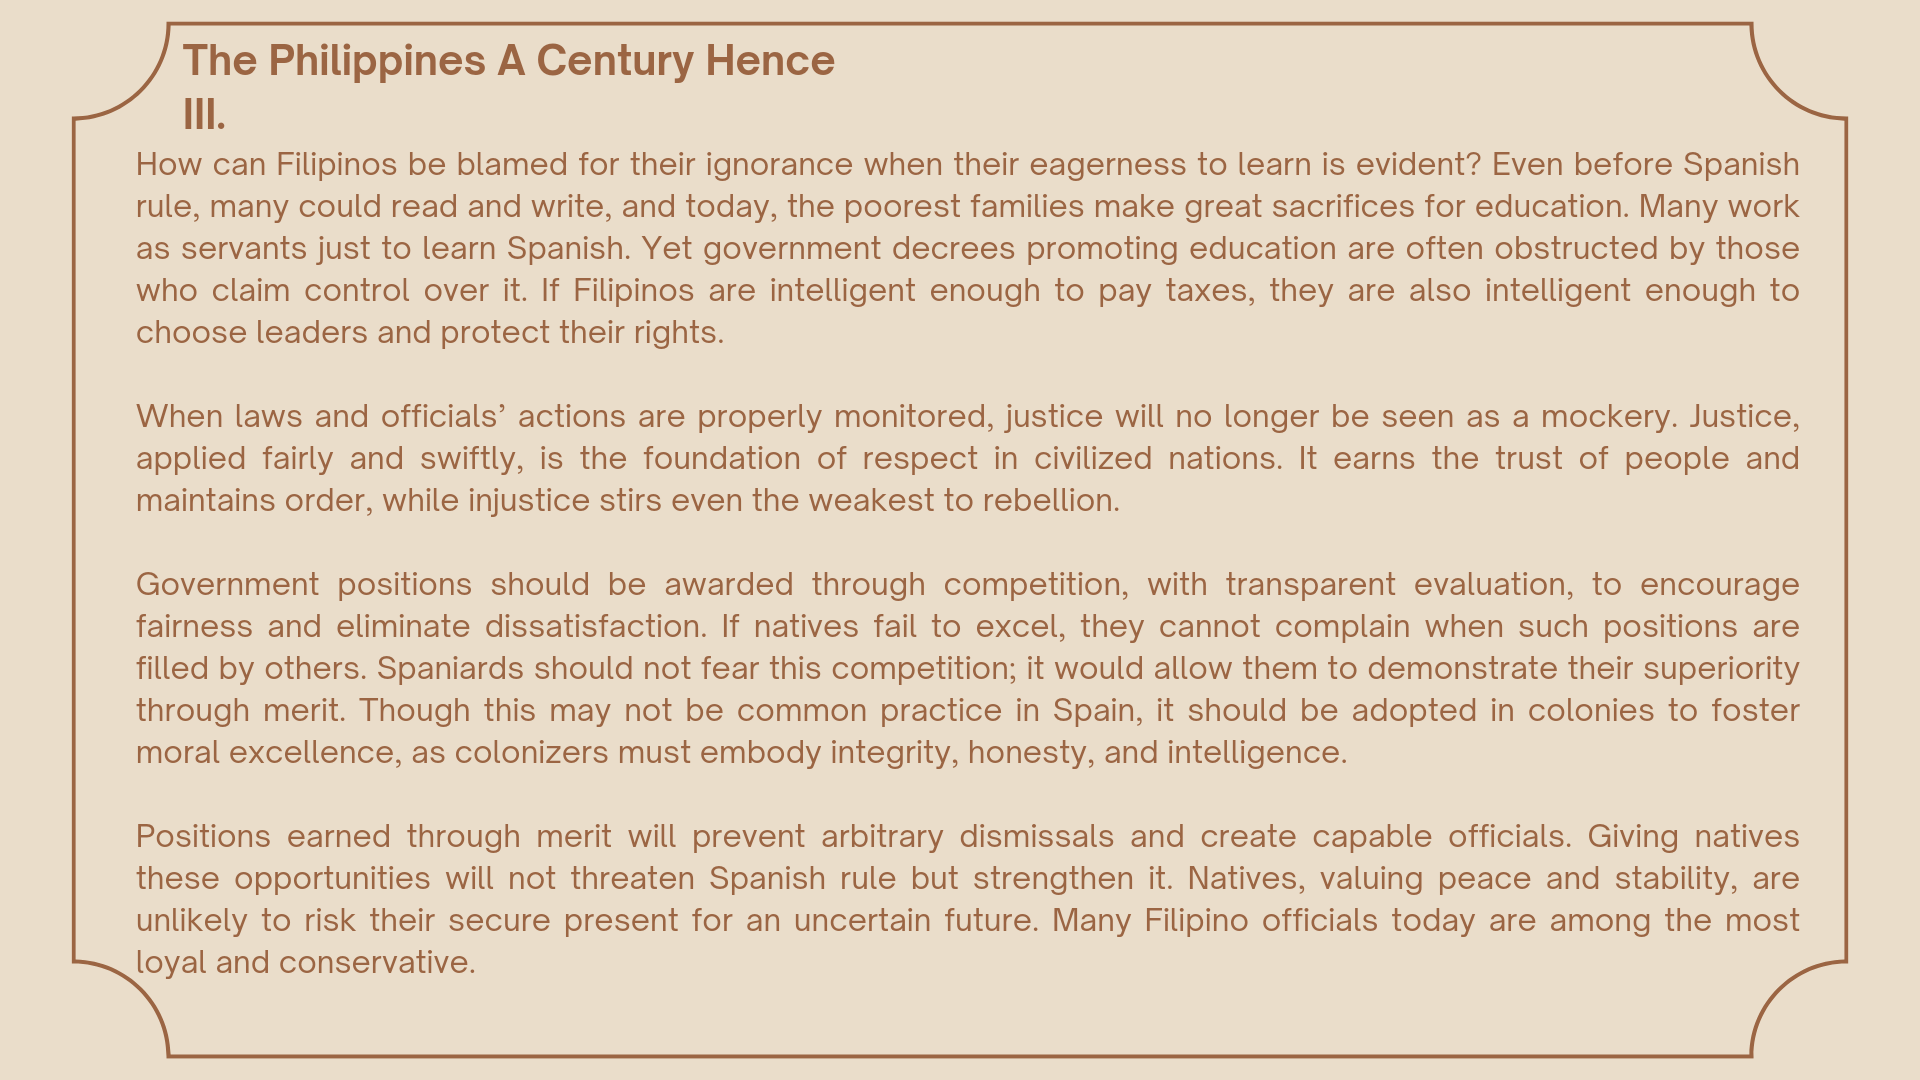 The Philippines A Century Hence
III.
How can Filipinos be blamed for their ignorance when their eagerness to learn is evident? Even before Spanish
rule, many could read and write, and today, the poorest families make great sacrifices for education. Many work
as servants just to learn Spanish. Yet government decrees promoting education are often obstructed by those
who claim control over it. If Filipinos are intelligent enough to pay taxes, they are also intelligent enough to
choose leaders and protect their rights.
When laws and officials’ actions are properly monitored, justice will no longer be seen as a mockery. Justice,
applied fairly and swiftly, is the foundation of respect in civilized nations. It earns the trust of people and
maintains order, while injustice stirs even the weakest to rebellion.
Government positions should be awarded through competition, with transparent evaluation, to encourage
fairness and eliminate dissatisfaction. If natives fail to excel, they cannot complain when such positions are
filled by others. Spaniards should not fear this competition; it would allow them to demonstrate their superiority
through merit. Though this may not be common practice in Spain, it should be adopted in colonies to foster
moral excellence, as colonizers must embody integrity, honesty, and intelligence.
Positions earned through merit will prevent arbitrary dismissals and create capable officials. Giving natives
these opportunities will not threaten Spanish rule but strengthen it. Natives, valuing peace and stability, are
unlikely to risk their secure present for an uncertain future. Many Filipino officials today are among the most
loyal and conservative.